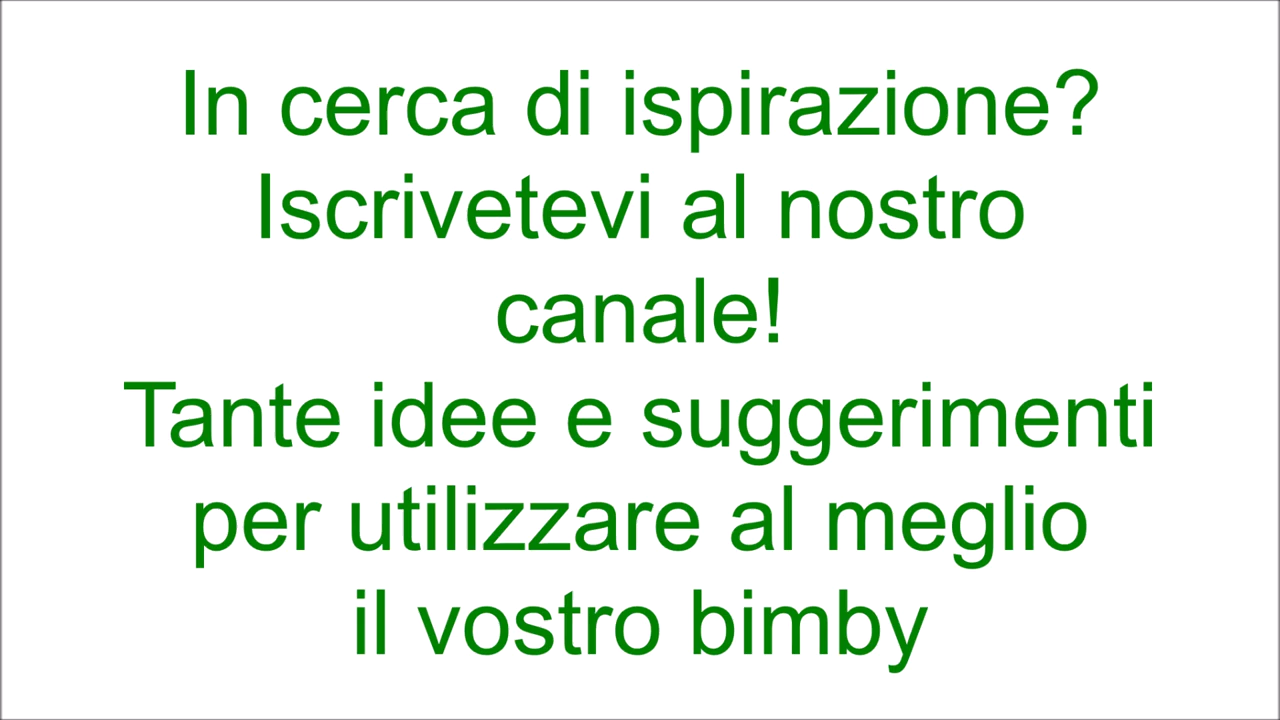 In cerca di ispirazione?
Iscrivetevi al nostro
canale!
Tante idee e suggerimenti
per utilizzare al meglio
il vostro bimby